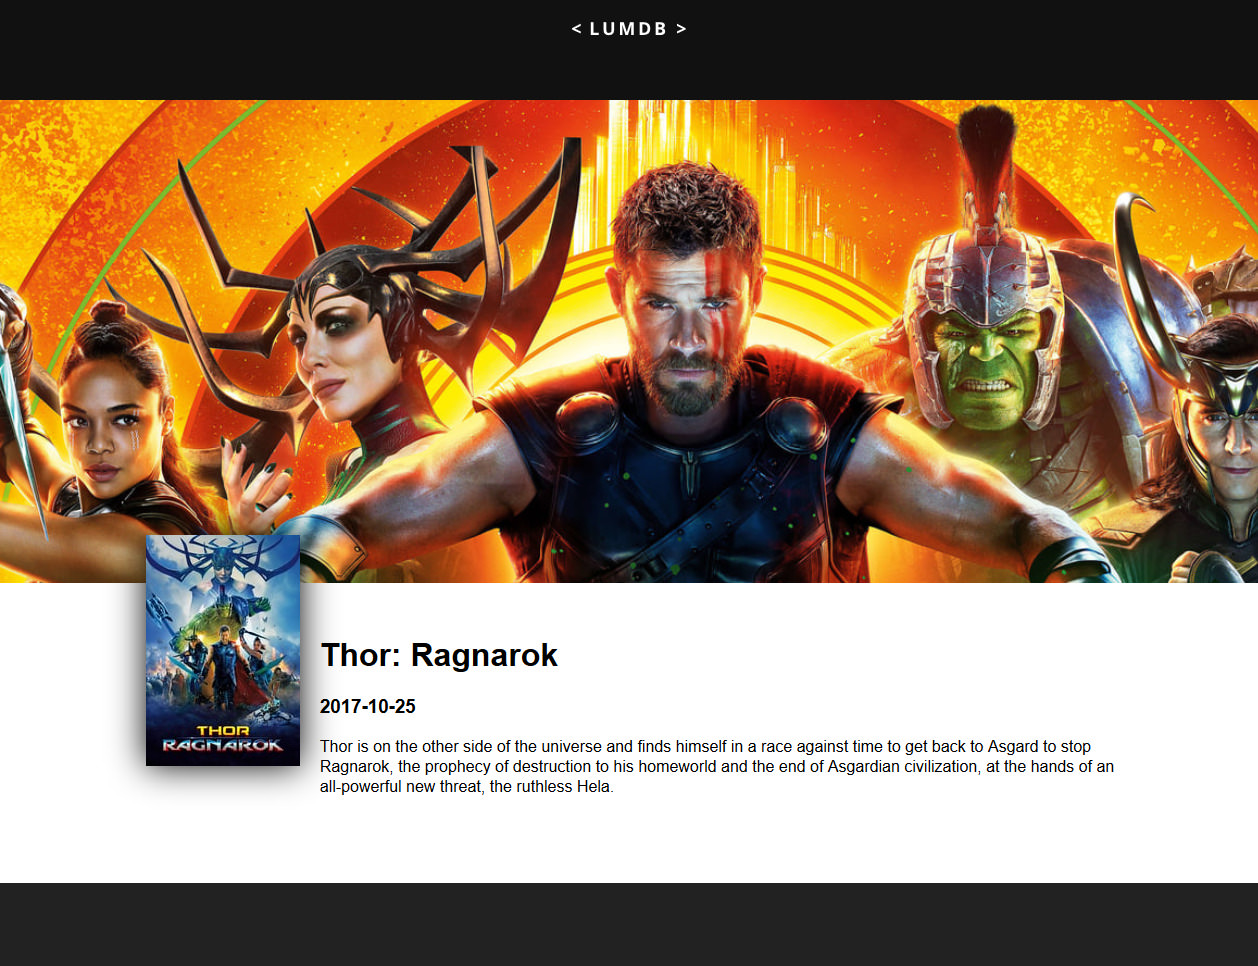 < LUMDB >
THOR
RAGNAROK
Thor: Ragnarok
2017-10-25
Thor is on the other side of the universe and finds himself in a race against time to get back to Asgard to stop
Ragnarok, the prophecy of destruction to his homeworld and the end of Asgardian civilization, at the hands of an
all-powerful new threat, the ruthless Hela.